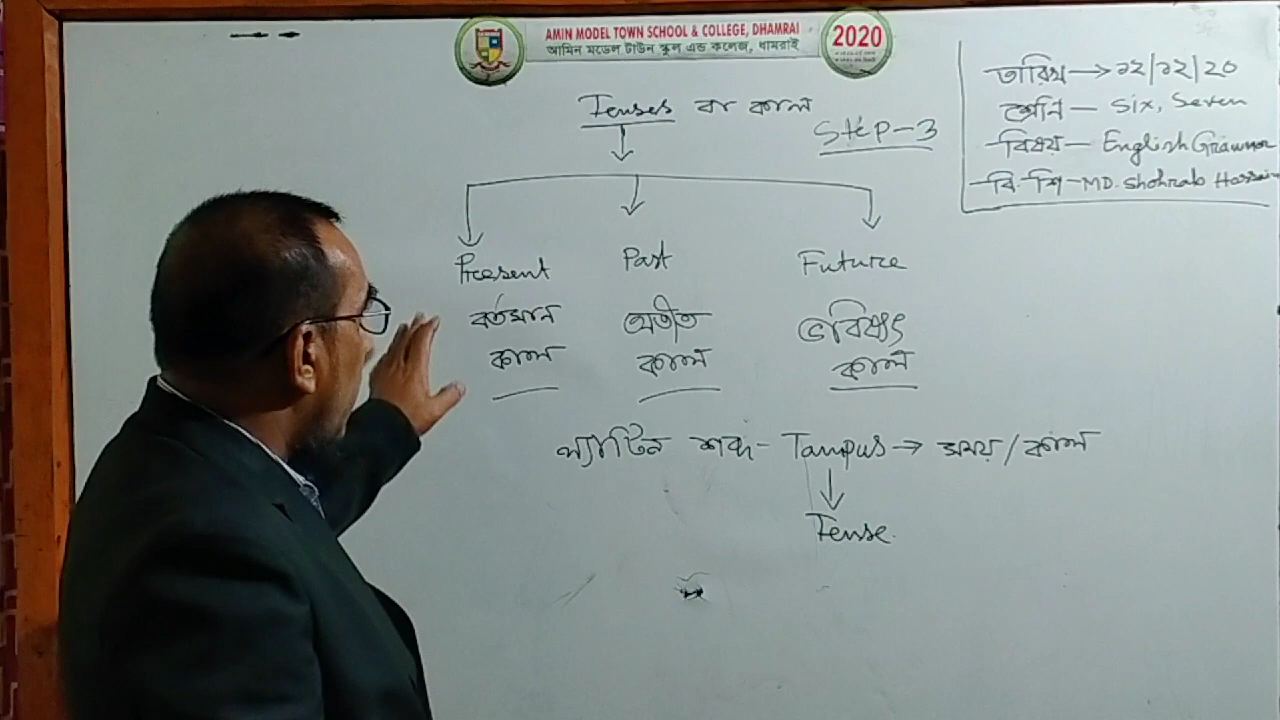 AMIN MODEL TOWN SCHOOL & COLLEGE, DHAMRAI
আমিন মডেল টাউন স্কুল এন্ড কলেজ, ধামরাই
2020
Tenses বা কাল
Step-3
তারিখ→১২/১২/২০
শ্রেণি - Six, Seven
বিষয় - English Grammar
বি. শি - MD. Shohrab Hossain
Present Past Future
বর্তমান অতীত ভবিষ্যৎ
কাল কাল কাল
ল্যাটিন শব্দ - Tampus → সময় / কাল
Tense.